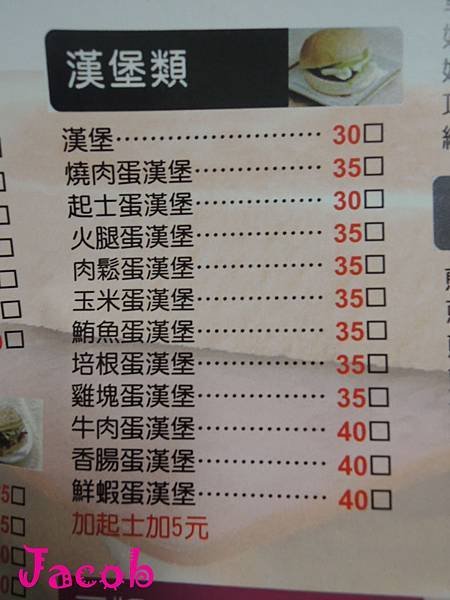 漢堡類
漢堡…………………… 30□
燒肉蛋漢堡…………… 35□
起士蛋漢堡…………… 30□
火腿蛋漢堡…………… 35□
肉鬆蛋漢堡…………… 35□
玉米蛋漢堡…………… 35□
鮪魚蛋漢堡…………… 35□
培根蛋漢堡…………… 35□
雞塊蛋漢堡…………… 35□
牛肉蛋漢堡…………… 40□
香腸蛋漢堡…………… 40□
鮮蝦蛋漢堡…………… 40□
加起士加5元
Jacob